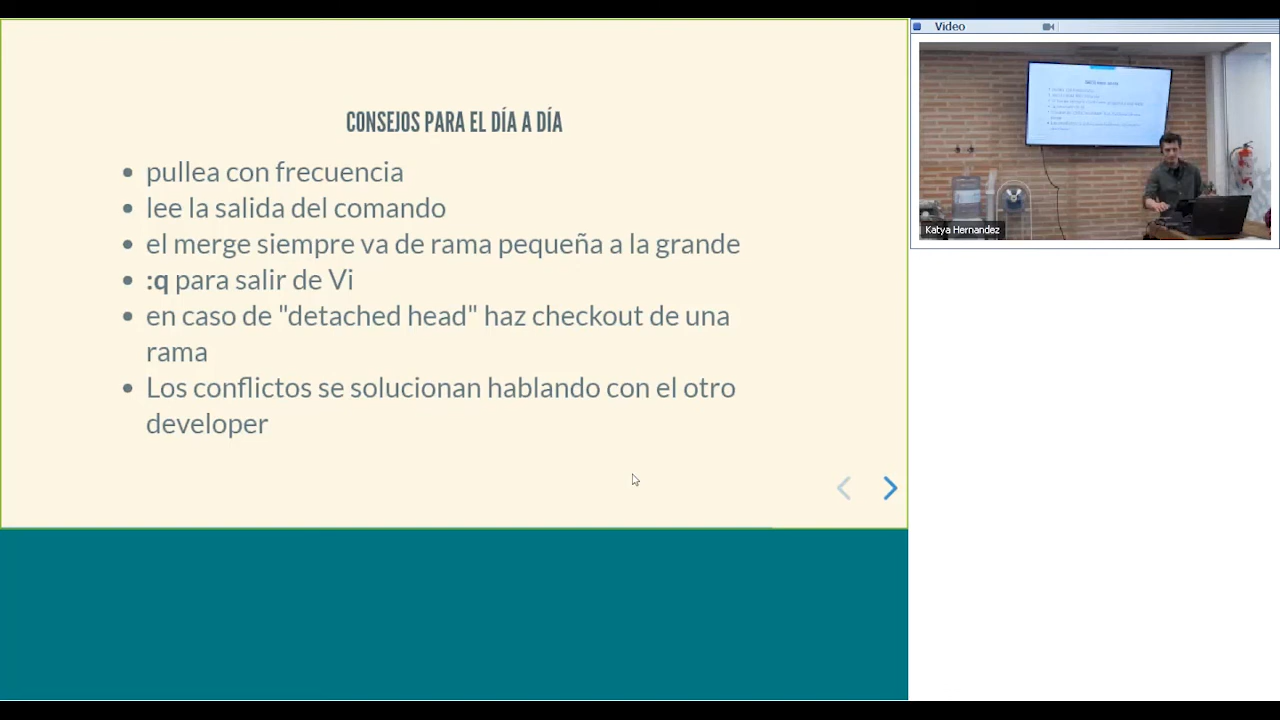 CONSEJOS PARA EL DÍA A DÍA
pullea con frecuencia
lee la salida del comando
el merge siempre va de rama pequeña a la grande
:q para salir de Vi
en caso de "detached head" haz checkout de una
rama
Los conflictos se solucionan hablando con el otro
developer
Video
Katya Hernandez